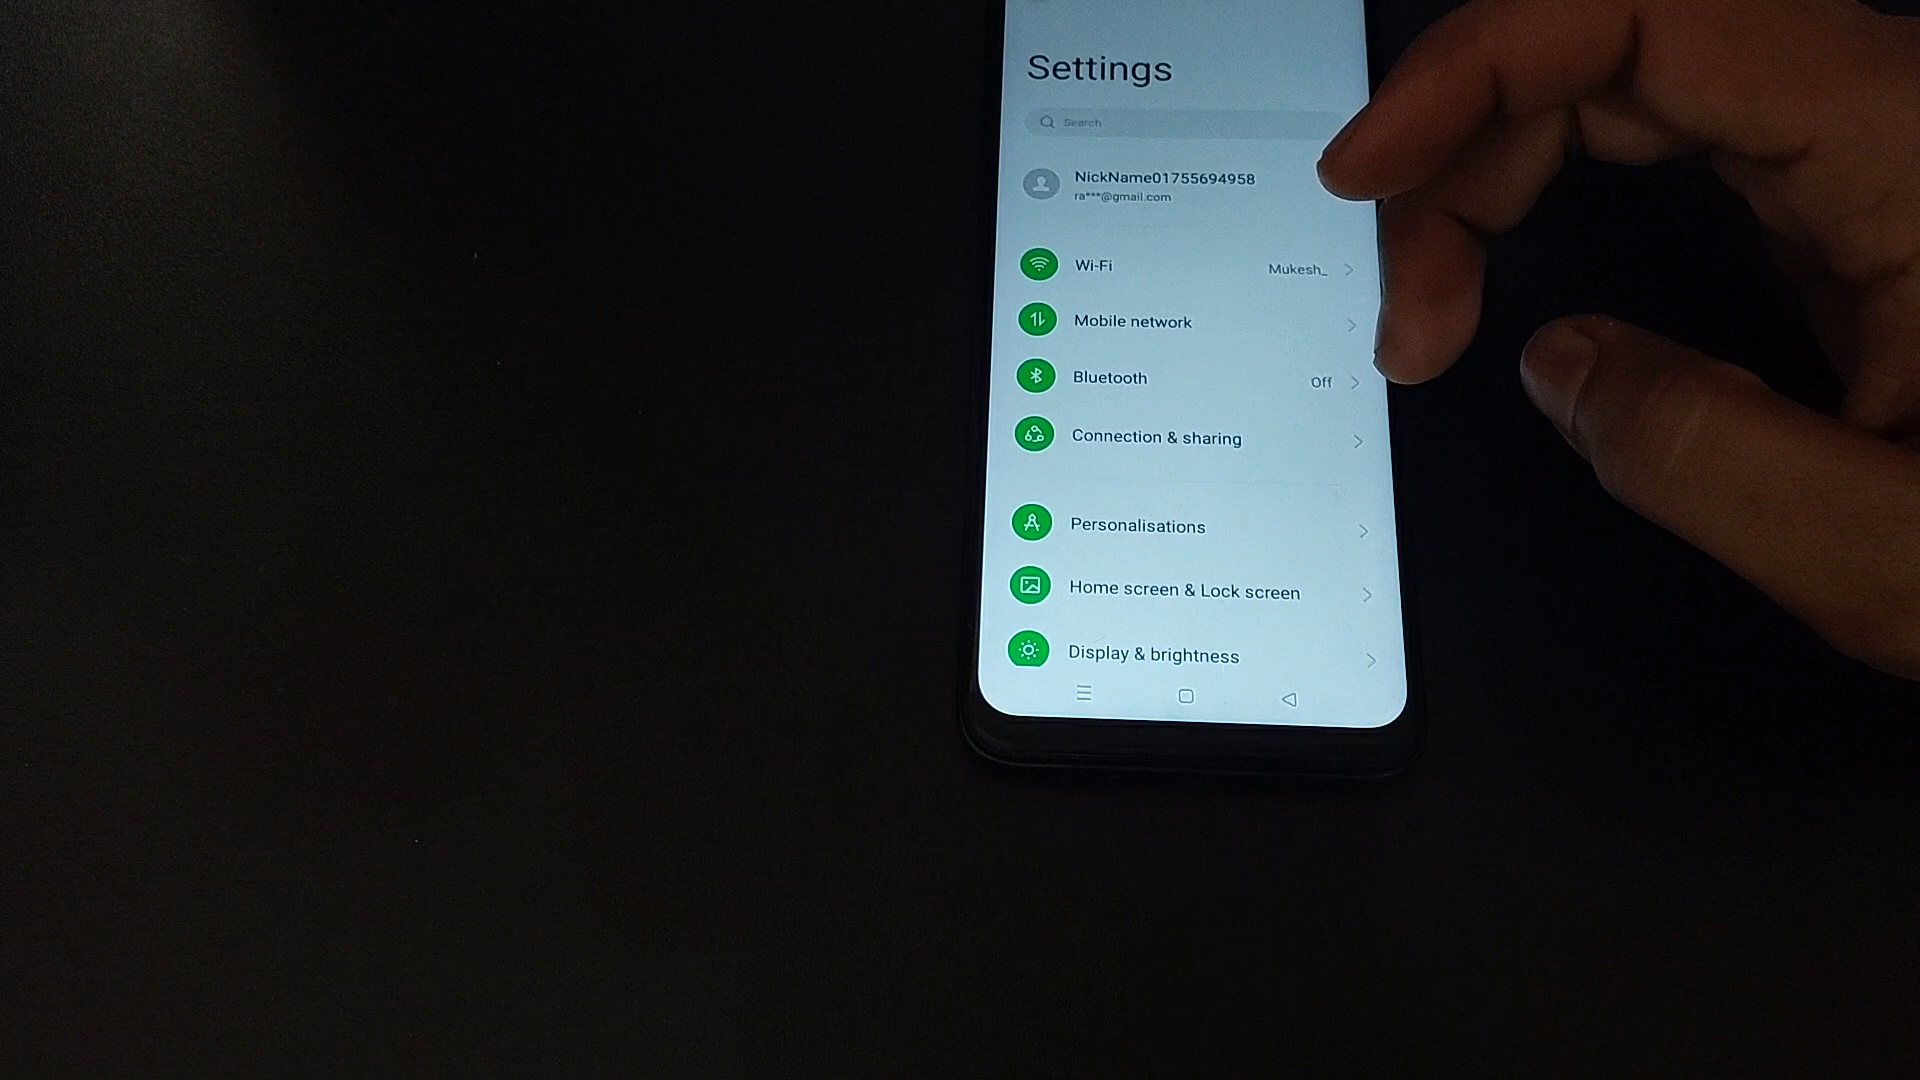 Settings
Search
NickName01755694958
ra***@gmail.com
Wi-Fi Mukesh_
Mobile network
Bluetooth Off
Connection & sharing
Personalisations
Home screen & Lock screen
Display & brightness